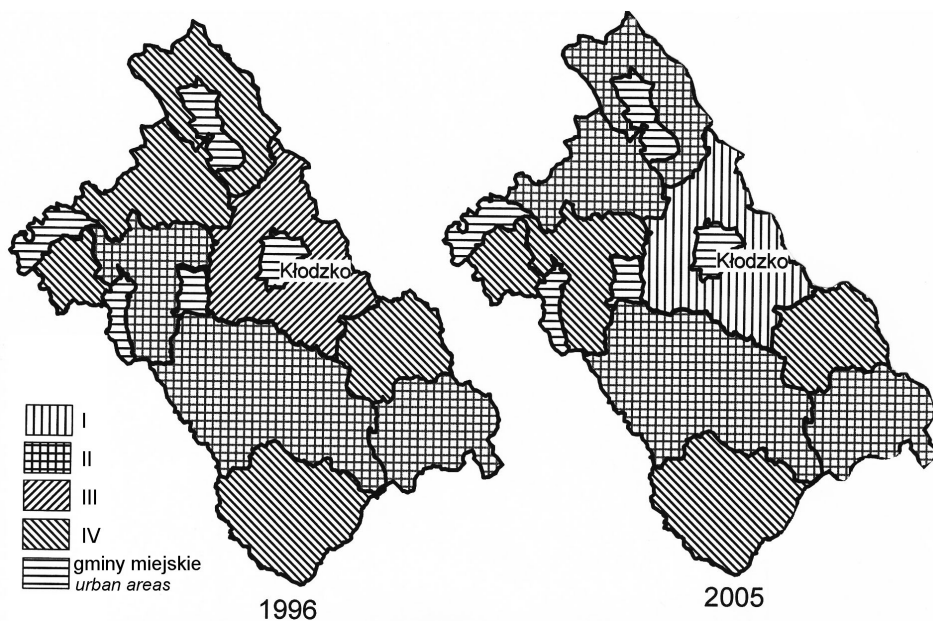 Kłodzko
Kłodzko
I
II
III
IV
gminy miejskie
urban areas
1996
2005